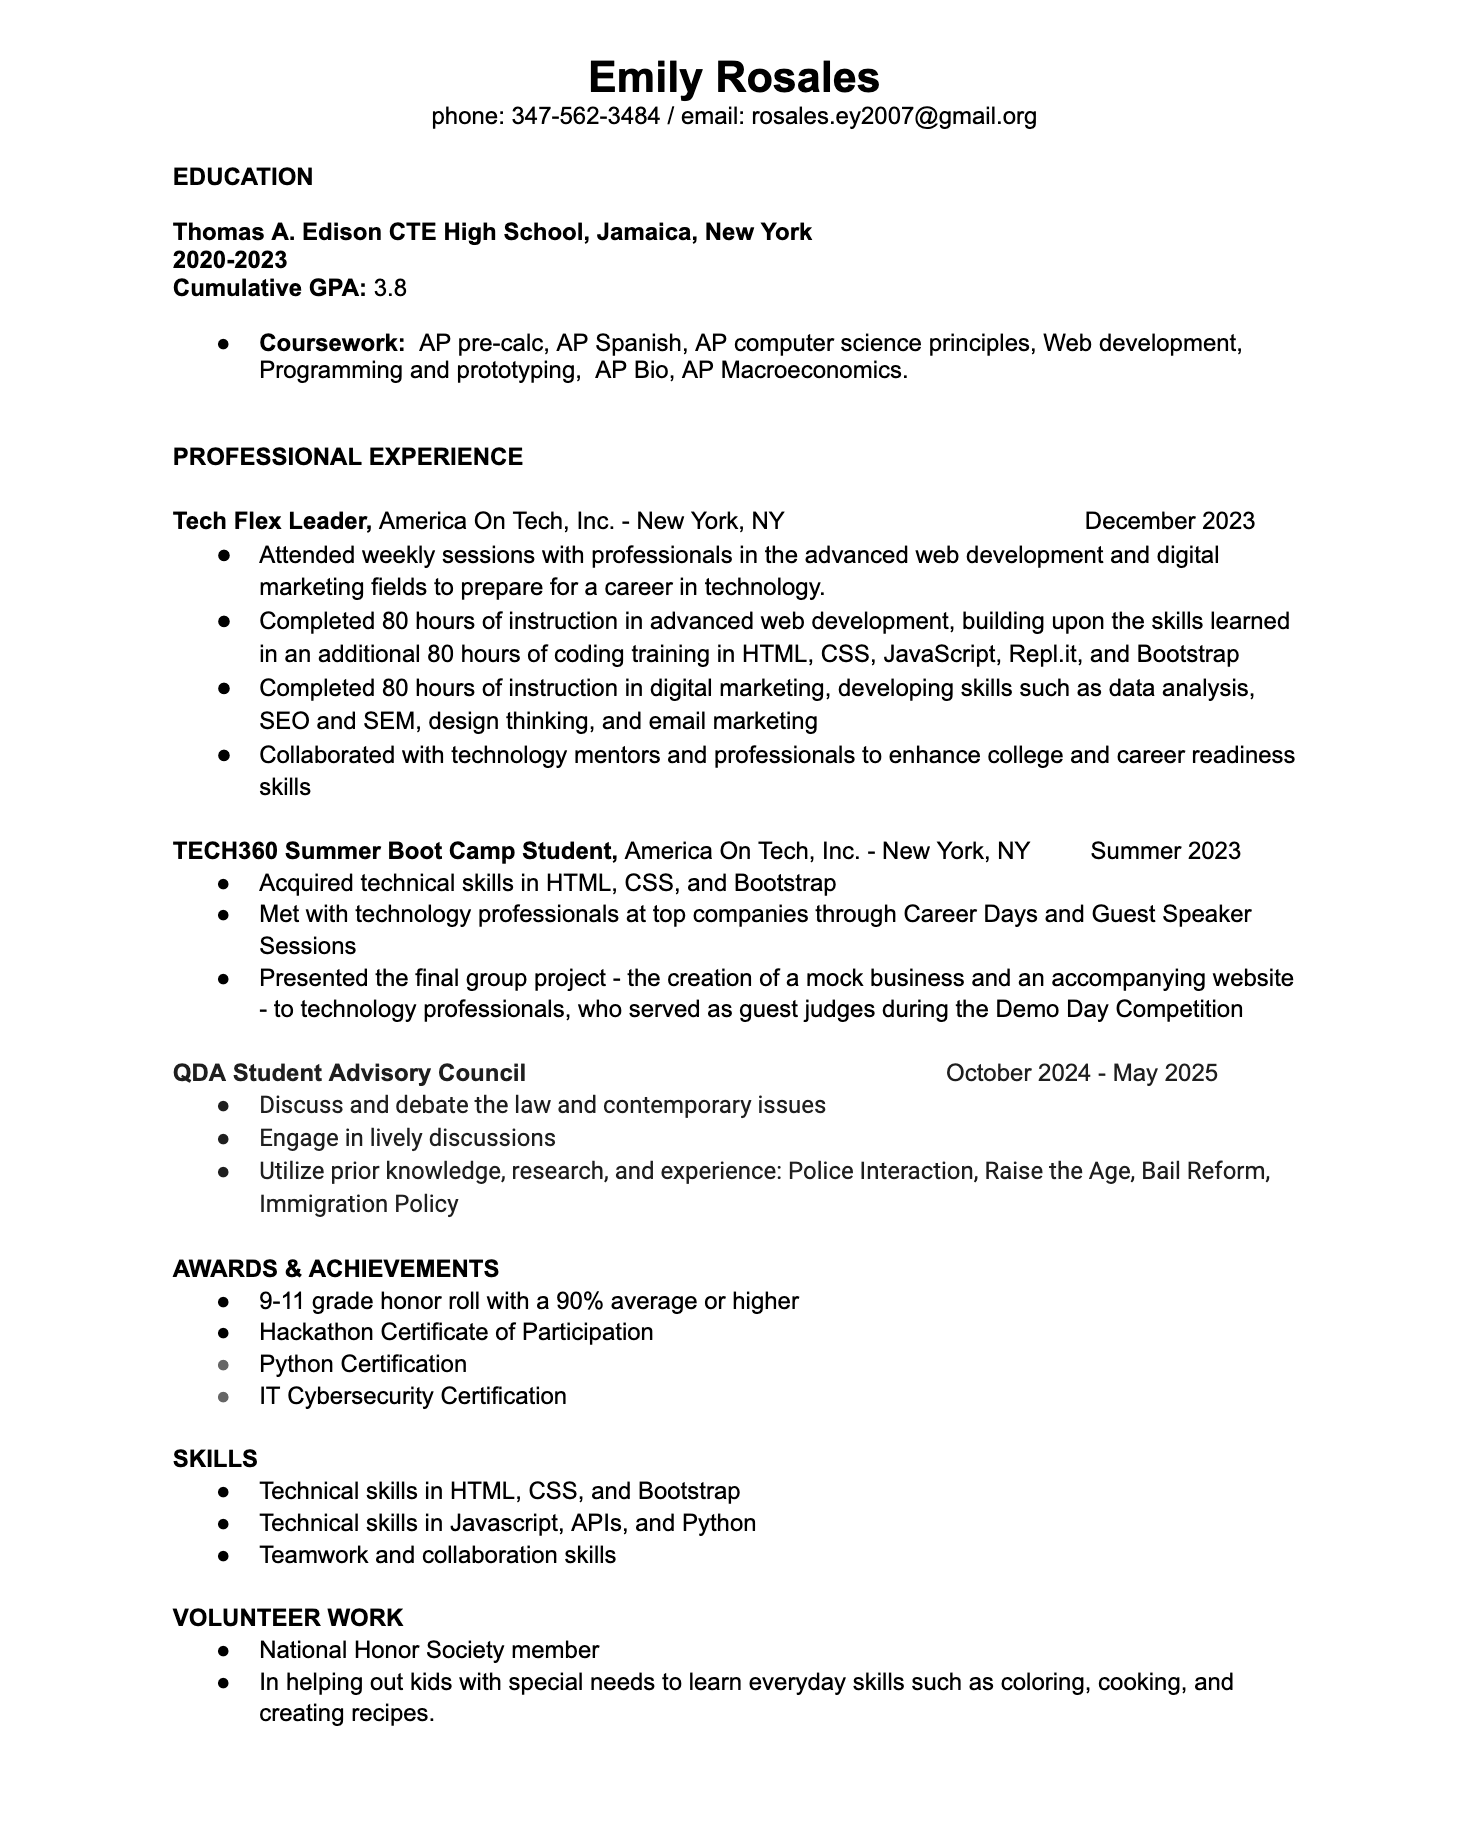 Emily Rosales
phone: 347-562-3484 / email: rosales.ey2007@gmail.org
EDUCATION
Thomas A. Edison CTE High School, Jamaica, New York
2020-2023
Cumulative GPA: 3.8
● Coursework:  AP pre-calc, AP Spanish, AP computer science principles, Web development,
Programming and prototyping,  AP Bio, AP Macroeconomics.
PROFESSIONAL EXPERIENCE
Tech Flex Leader, America On Tech, Inc. - New York, NY December 2023
● Attended weekly sessions with professionals in the advanced web development and digital
marketing fields to prepare for a career in technology.
● Completed 80 hours of instruction in advanced web development, building upon the skills learned
in an additional 80 hours of coding training in HTML, CSS, JavaScript, Repl.it, and Bootstrap
● Completed 80 hours of instruction in digital marketing, developing skills such as data analysis,
SEO and SEM, design thinking, and email marketing
● Collaborated with technology mentors and professionals to enhance college and career readiness
skills
TECH360 Summer Boot Camp Student, America On Tech, Inc. - New York, NY Summer 2023
● Acquired technical skills in HTML, CSS, and Bootstrap
● Met with technology professionals at top companies through Career Days and Guest Speaker
Sessions
● Presented the final group project - the creation of a mock business and an accompanying website
- to technology professionals, who served as guest judges during the Demo Day Competition
QDA Student Advisory Council October 2024 - May 2025
● Discuss and debate the law and contemporary issues
● Engage in lively discussions
● Utilize prior knowledge, research, and experience: Police Interaction, Raise the Age, Bail Reform,
Immigration Policy
AWARDS & ACHIEVEMENTS
● 9-11 grade honor roll with a 90% average or higher
● Hackathon Certificate of Participation
● Python Certification
● IT Cybersecurity Certification
SKILLS
● Technical skills in HTML, CSS, and Bootstrap
● Technical skills in Javascript, APIs, and Python
● Teamwork and collaboration skills
VOLUNTEER WORK
● National Honor Society member
● In helping out kids with special needs to learn everyday skills such as coloring, cooking, and
creating recipes.